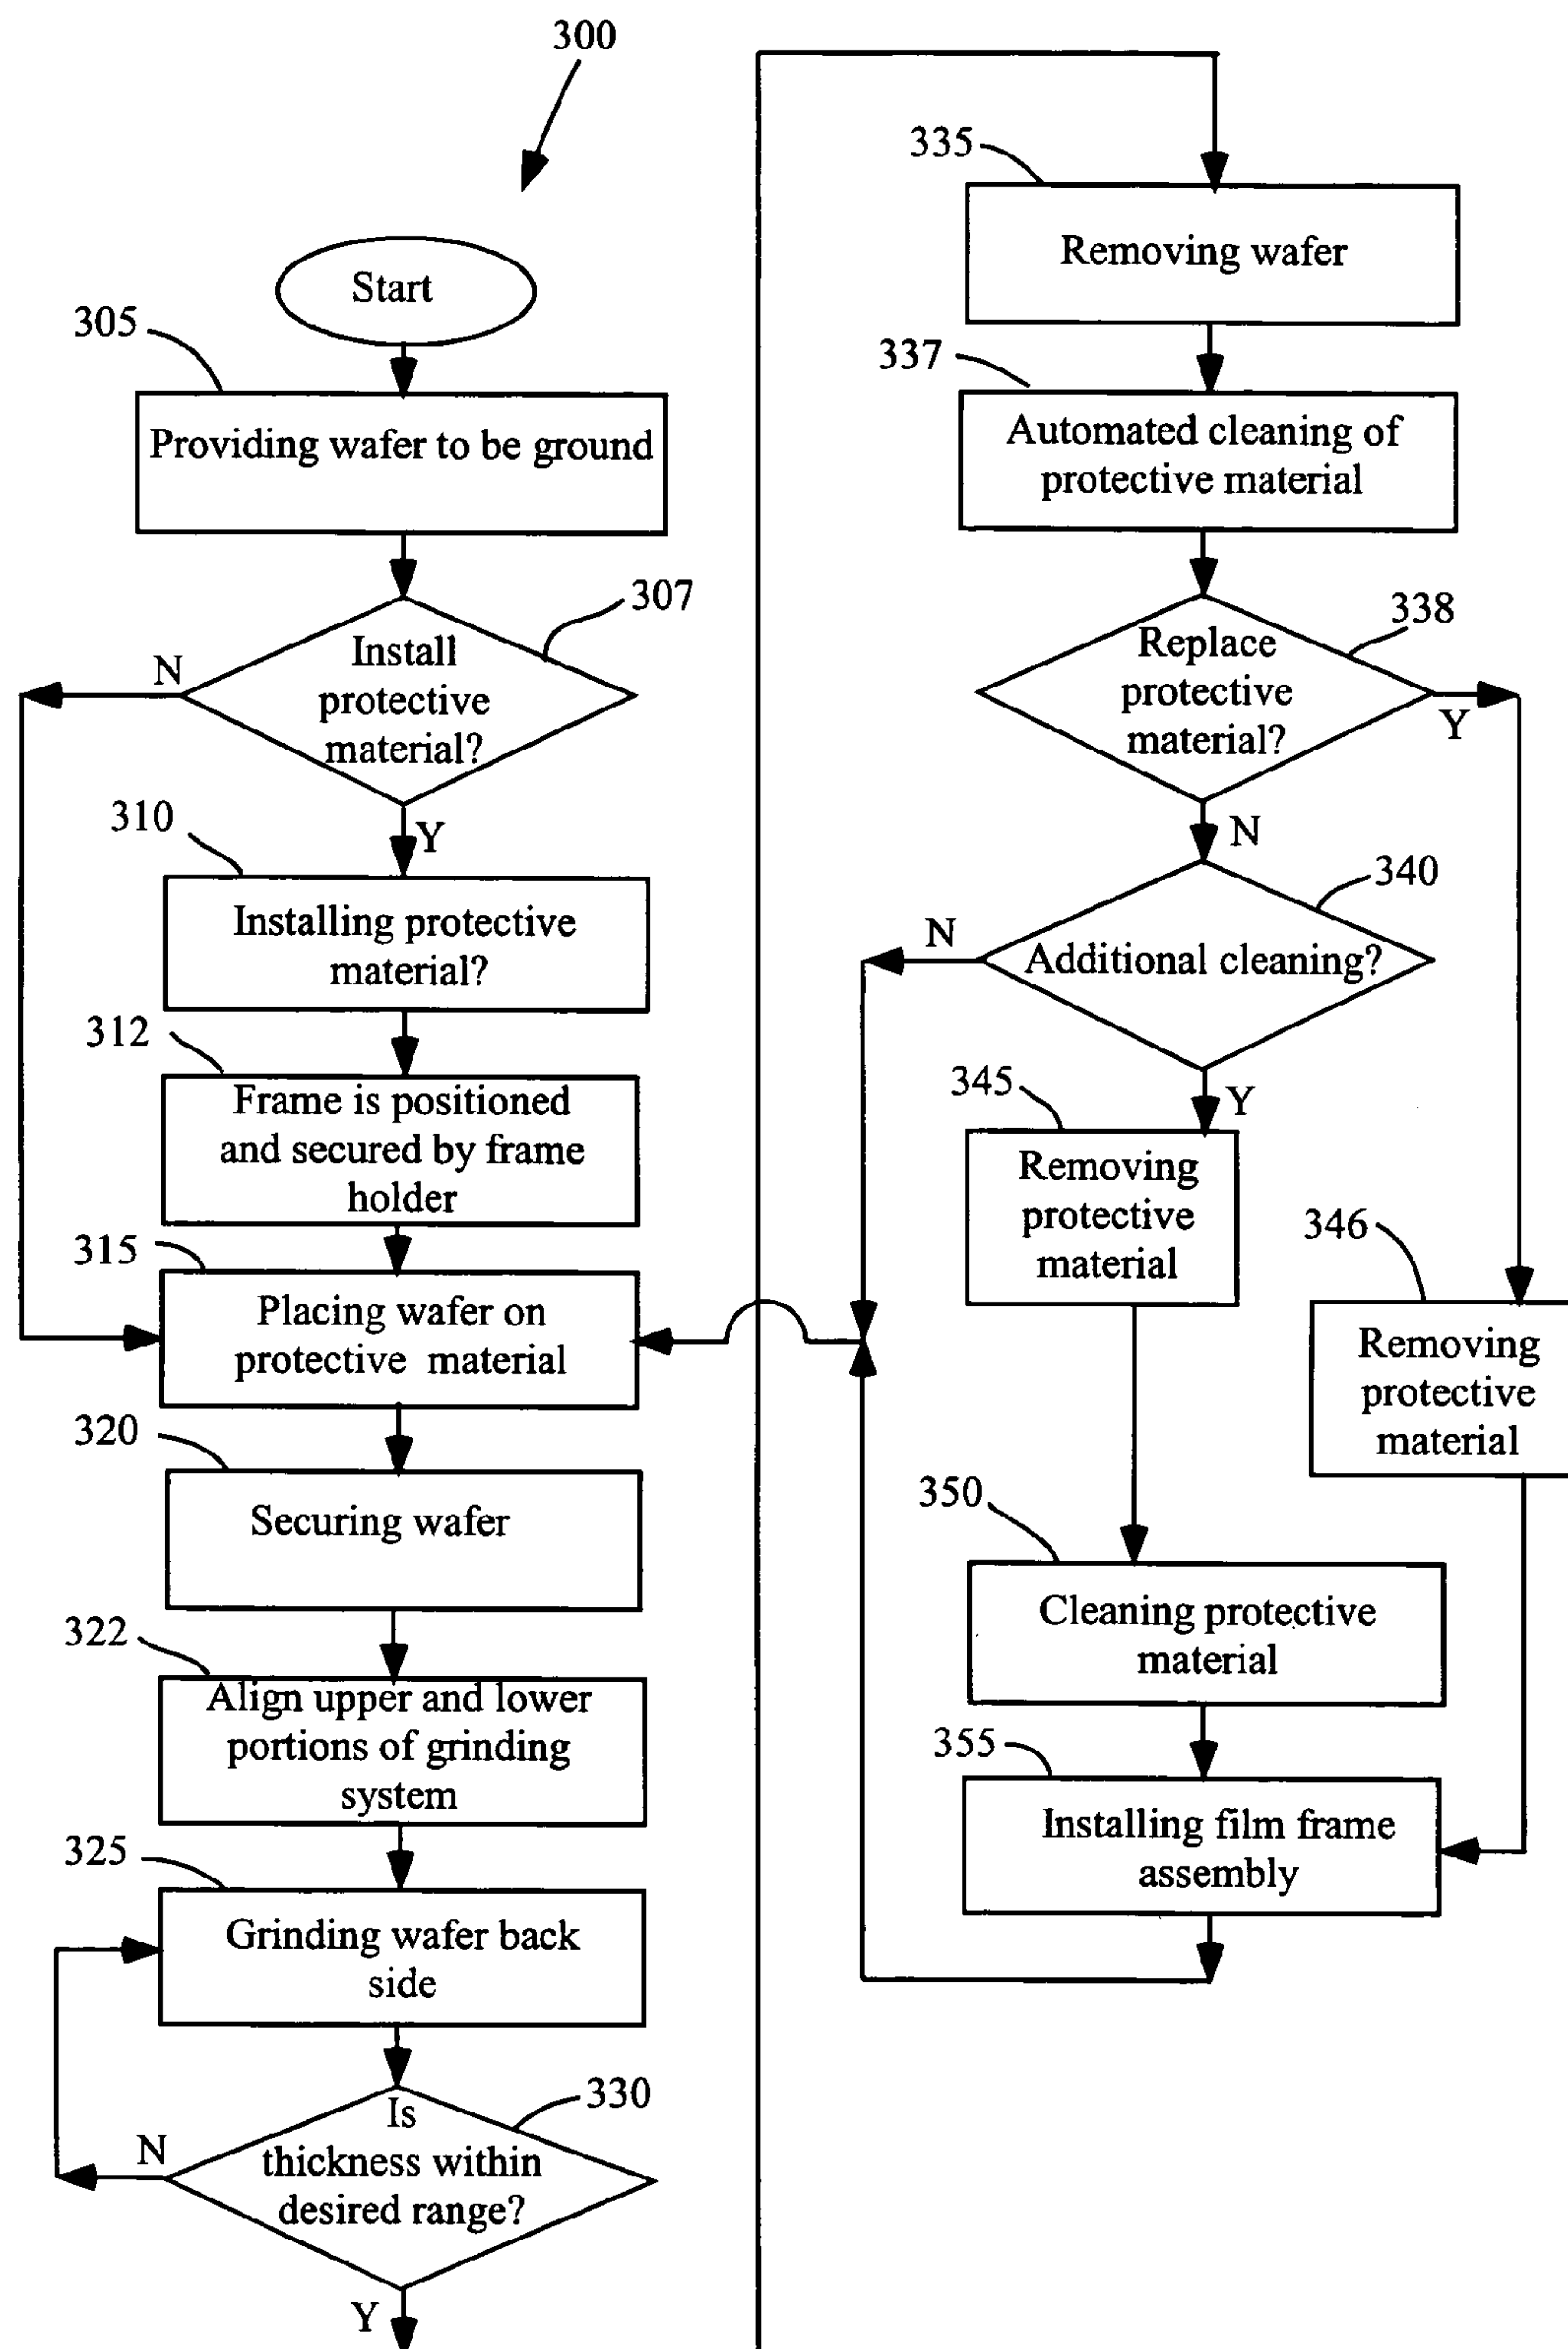 300
Start
305
Providing wafer to be ground
307
Install
protective
material?
N
Y
310
Installing protective
material?
312
Frame is positioned
and secured by frame
holder
315
Placing wafer on
protective material
320
Securing wafer
322
Align upper and lower
portions of grinding
system
325
Grinding wafer back
side
330
Is
thickness within
desired range?
N
Y
335
Removing wafer
337
Automated cleaning of
protective material
338
Replace
protective
material?
Y
N
340
Additional cleaning?
N
Y
345
Removing
protective
material
346
Removing
protective
material
350
Cleaning protective
material
355
Installing film frame
assembly